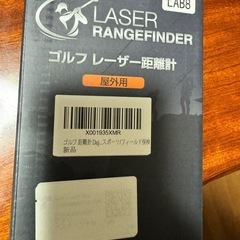 LAB8
LASER
RANGEFINDER
ゴルフ レーザー距離計
屋外用
X001935XMR
新品